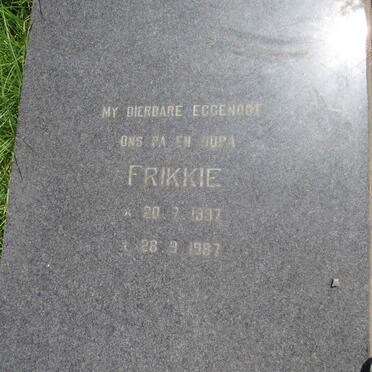 MY DIERBARE EGGENOOT
ONS PA EN OUPA
FRIKKIE
* 20.7.1937
† 28.9.1987